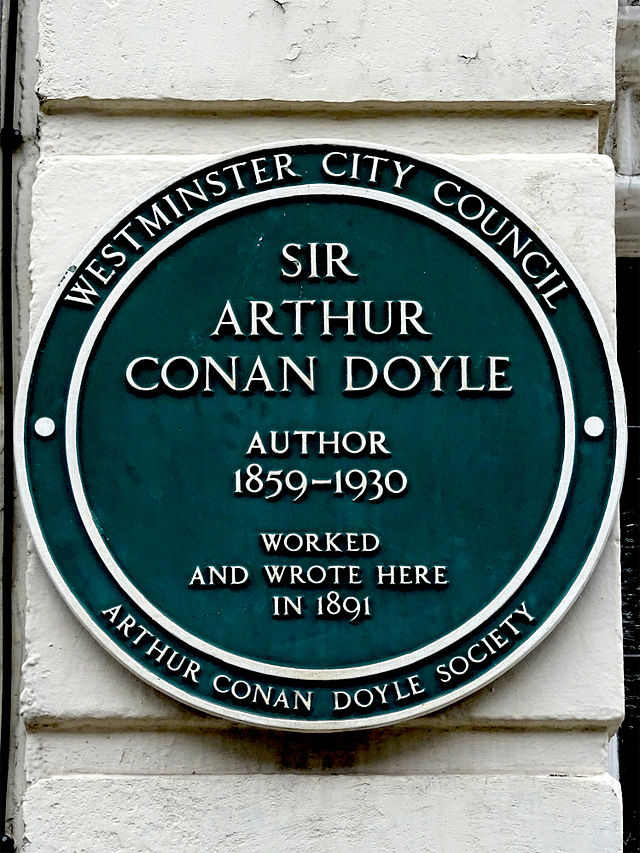 WESTMINSTER CITY COUNCIL
SIR
ARTHUR
CONAN DOYLE
AUTHOR
1859–1930
WORKED
AND WROTE HERE
IN 1891
ARTHUR CONAN DOYLE SOCIETY